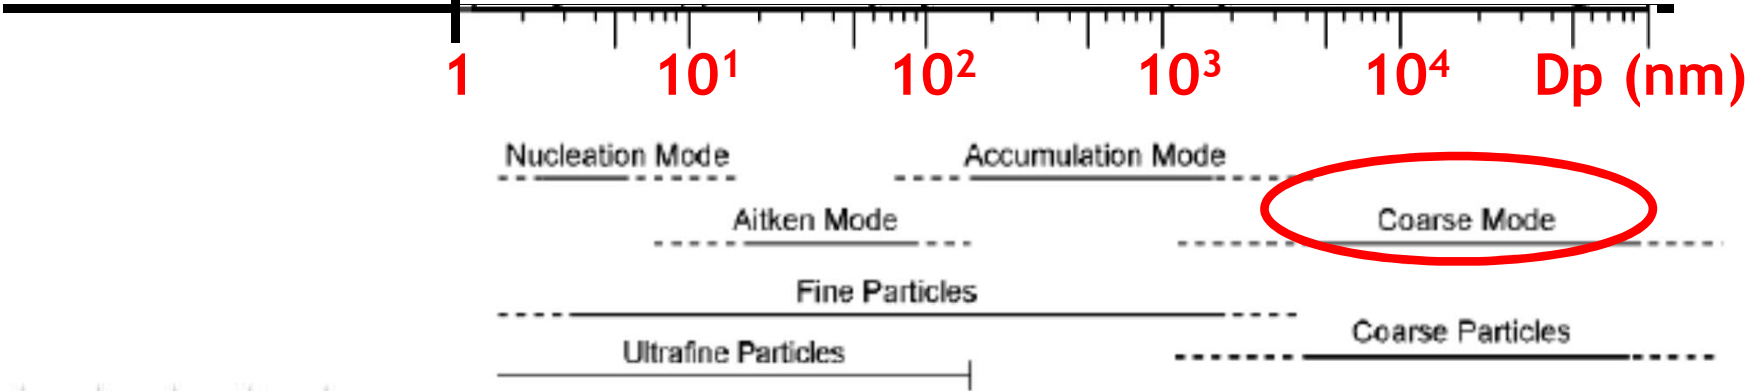 1 10¹ 10² 10³ 10⁴ Dp (nm)
Nucleation Mode Accumulation Mode
Aitken Mode Coarse Mode
Fine Particles
Coarse Particles
Ultrafine Particles